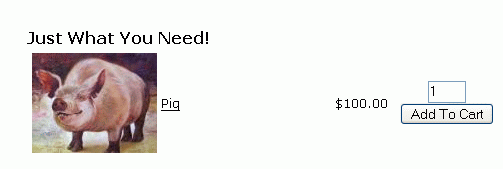 Just What You Need!
Pig
$100.00
1
Add To Cart